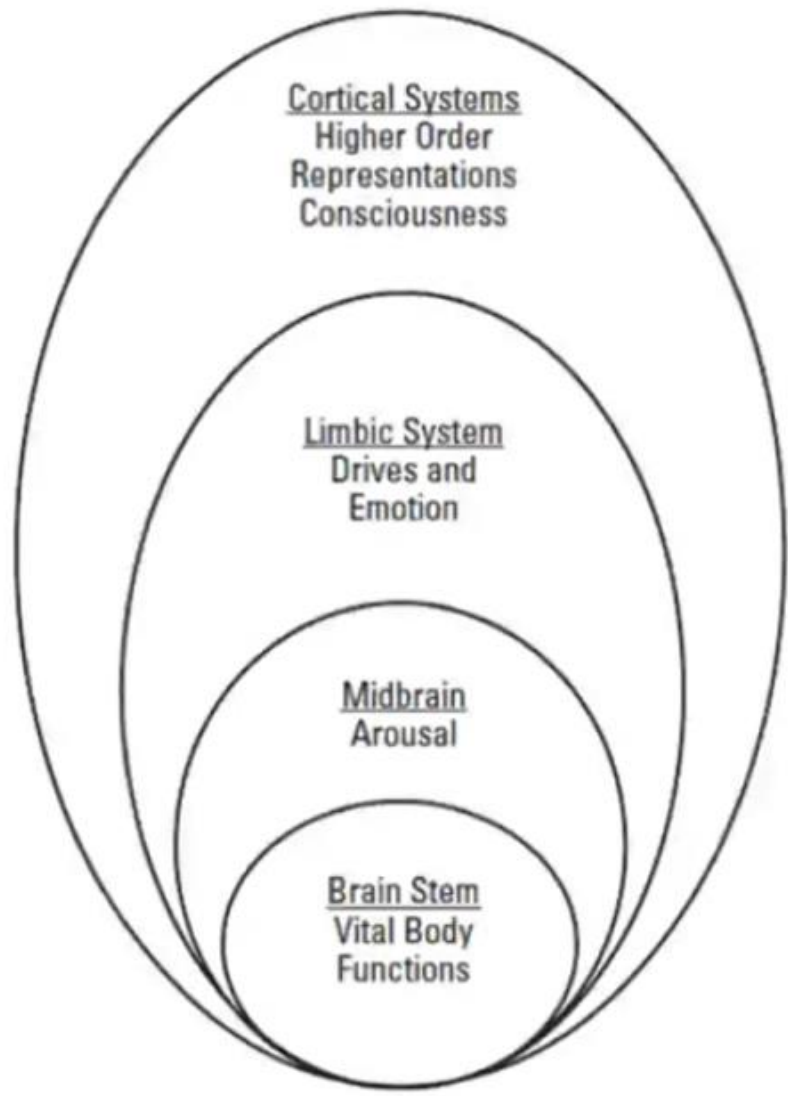 Cortical Systems
Higher Order
Representations
Consciousness
Limbic System
Drives and
Emotion
Midbrain
Arousal
Brain Stem
Vital Body
Functions